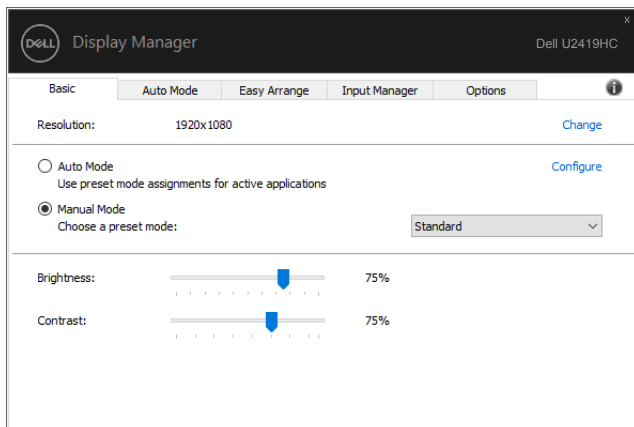 x
DELL Display Manager Dell U2419HC
Basic Auto Mode Easy Arrange Input Manager Options i
Resolution: 1920x1080 Change
Auto Mode Configure
Use preset mode assignments for active applications
Manual Mode
Choose a preset mode: Standard
Brightness: 75%
Contrast: 75%